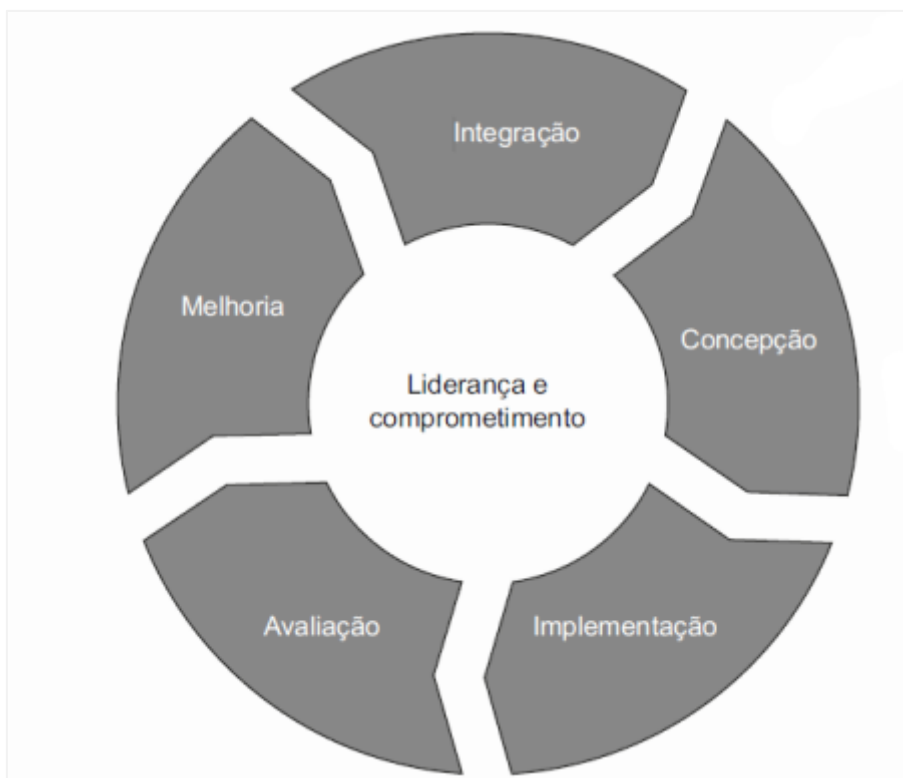 Integração
Concepção
Implementação
Avaliação
Melhoria
Liderança e
comprometimento